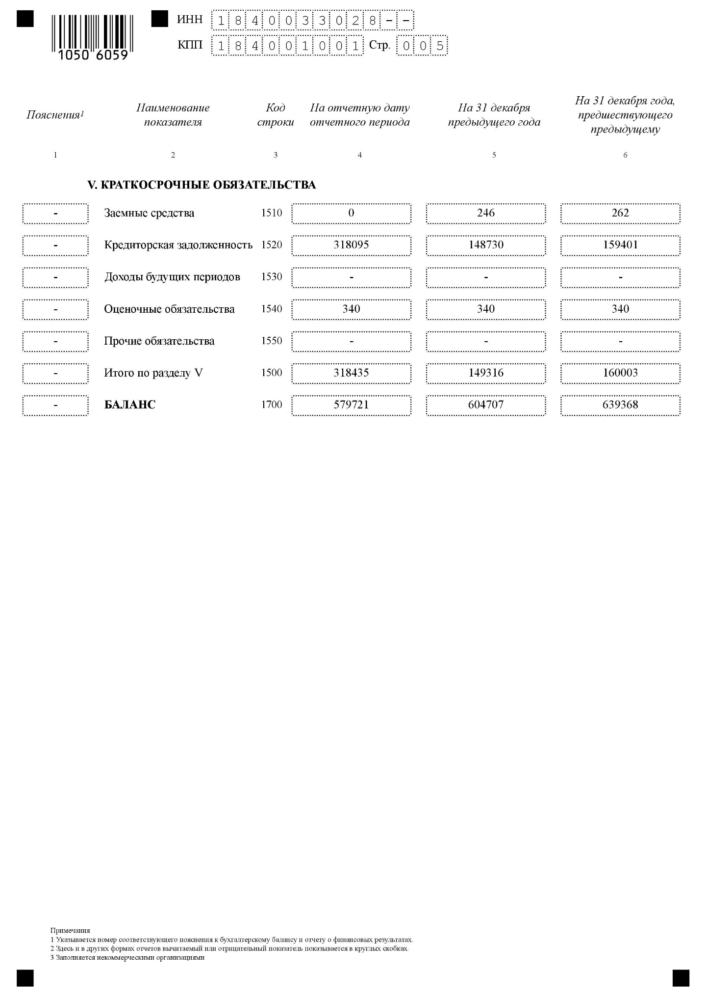 ИНН 1840033028--
1050 6059
КПП 184001001 Стр. 005
Пояснения1
Наименование показателя
Код строки
На отчетную дату отчетного периода
На 31 декабря предыдущего года
На 31 декабря года, предшествующего предыдущему
1 2 3 4 5 6
V. КРАТКОСРОЧНЫЕ ОБЯЗАТЕЛЬСТВА
- Заемные средства 1510 0 246 262
- Кредиторская задолженность 1520 318095 148730 159401
- Доходы будущих периодов 1530 - - -
- Оценочные обязательства 1540 340 340 340
- Прочие обязательства 1550 - - -
- Итого по разделу V 1500 318435 149316 160003
- БАЛАНС 1700 579721 604707 639368
Примечания
1 Указывается номер соответствующего пояснения к бухгалтерскому балансу и отчету о финансовых результатах.
2 Здесь и в других формах отчетов вычитаемый или отрицательный показатель показывается в круглых скобках.
3 Заполняется некоммерческими организациями